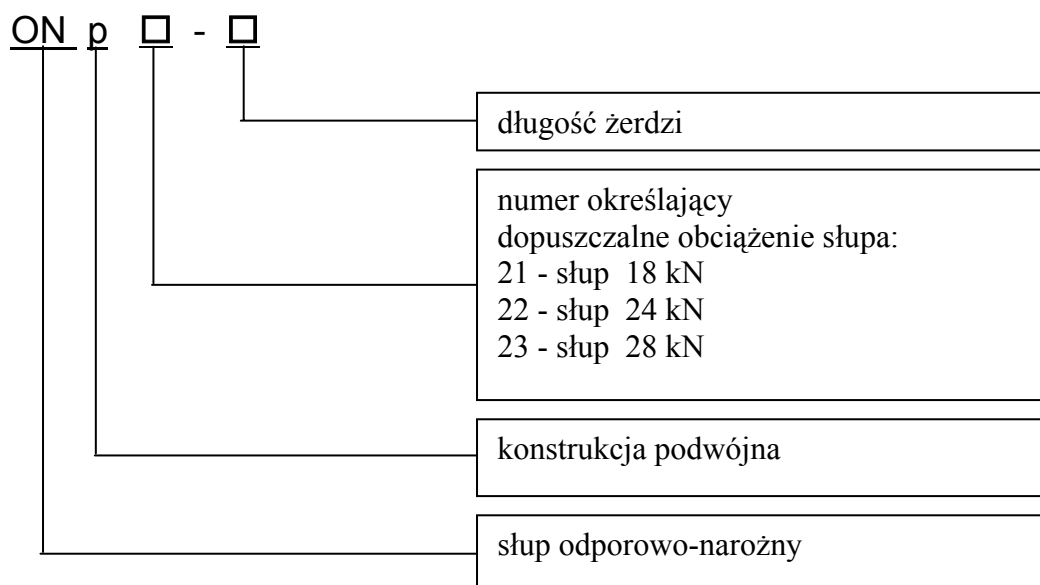 ON p □ - □
długość żerdzi
numer określający
dopuszczalne obciążenie słupa:
21 - słup 18 kN
22 - słup 24 kN
23 - słup 28 kN
konstrukcja podwójna
słup odporowo-narożny